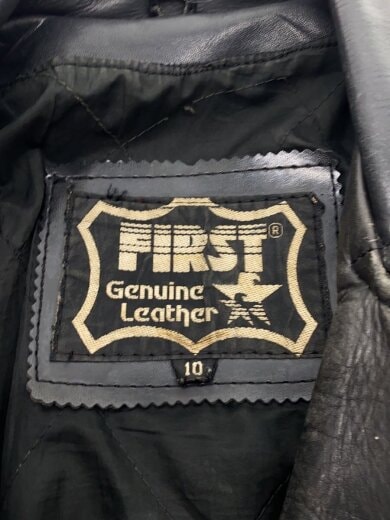 FIRST®
Genuine
Leather
10